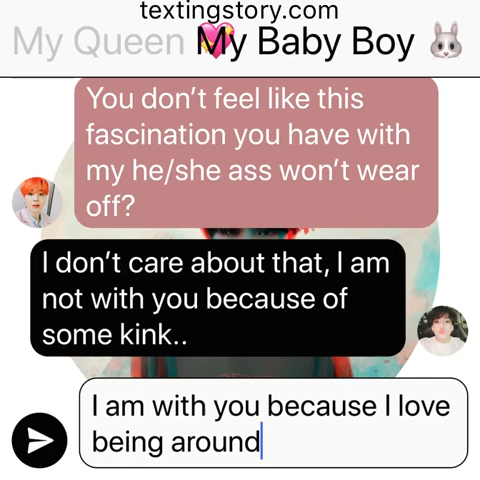 textingstory.com
My Queen 💘 My Baby Boy 🐰
You don't feel like this
fascination you have with
my he/she ass won't wear
off?
I don't care about that, I am
not with you because of
some kink..
I am with you because I love
being around